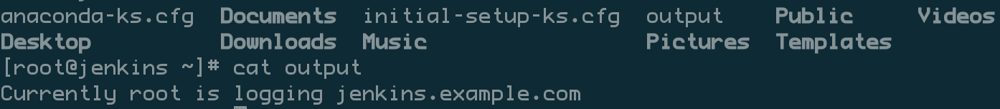 anaconda-ks.cfg  Documents  initial-setup-ks.cfg  output    Public     Videos
Desktop          Downloads  Music                 Pictures  Templates
[root@jenkins ~]# cat output
Currently root is logging jenkins.example.com